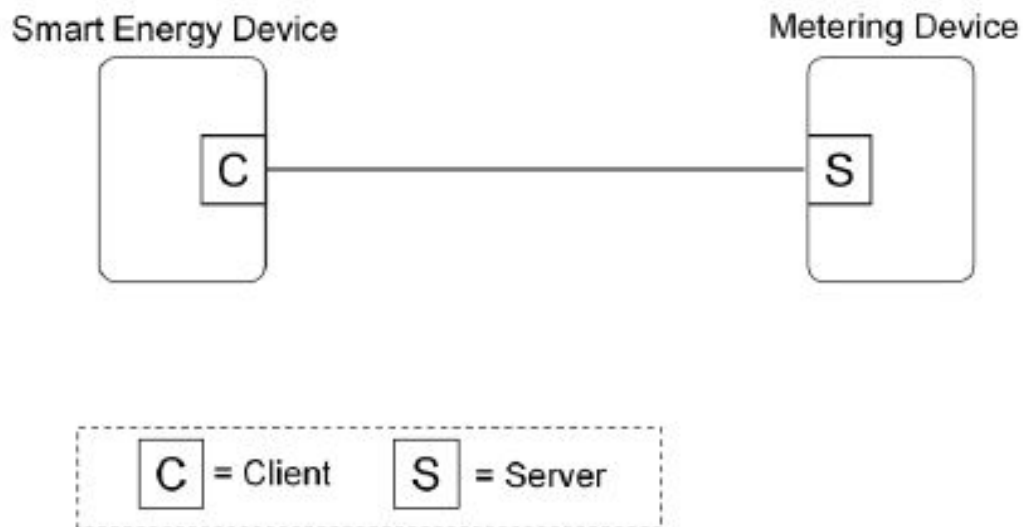 Smart Energy Device
Metering Device
C
S
C = Client
S = Server